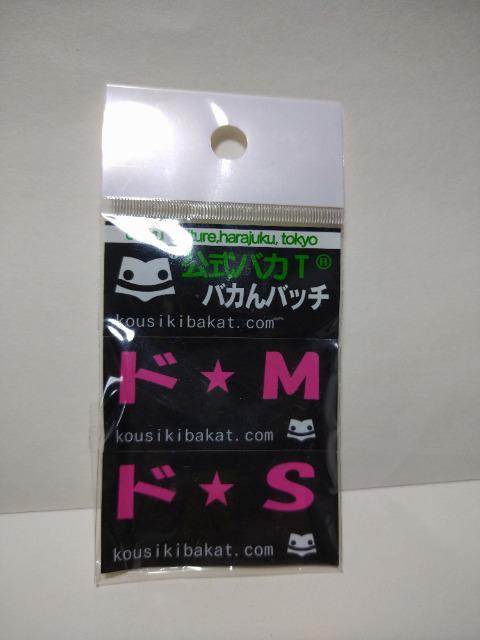 harajuku, tokyo
公式バカT®
バカんバッチ
kousikibakat.com
ド★M
kousikibakat.com
ド★S
kousikibakat.com